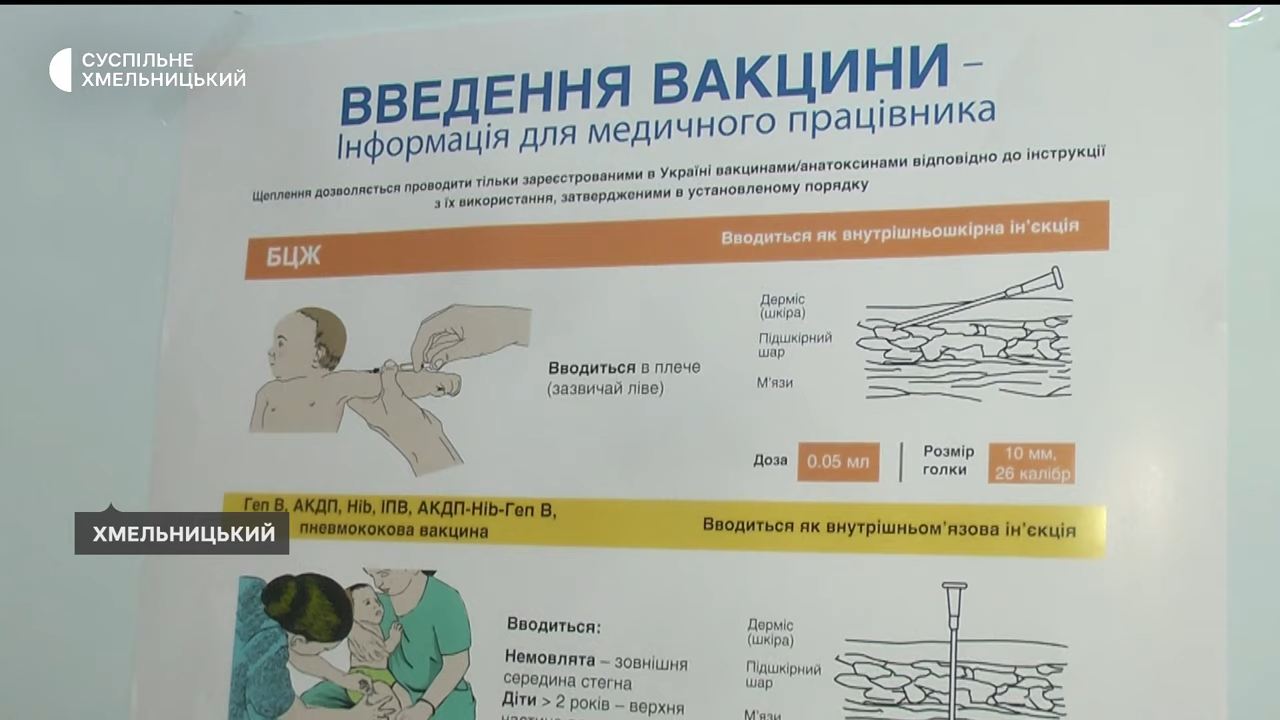 СУСПІЛЬНЕ
ХМЕЛЬНИЦЬКИЙ
ВВЕДЕННЯ ВАКЦИНИ –
Інформація для медичного працівника
Щеплення дозволяється проводити тільки зареєстрованими в Україні вакцинами/анатоксинами відповідно до інструкції
з їх використання, затвердженими в установленому порядку
БЦЖ
Вводиться як внутрішньошкірна ін'єкція
Дерміс
(шкіра)
Підшкірний
шар
М'язи
Вводиться в плече
(зазвичай ліве)
Доза
0.05 мл
Розмір
голки
10 мм,
26 калібр
Геп В, АКДП, Hib, ІПВ, АКДП-Hib-Геп В,
пневмококова вакцина
Вводиться як внутрішньом'язова ін'єкція
ХМЕЛЬНИЦЬКИЙ
Вводиться:
Немовлята – зовнішня
середина стегна
Діти > 2 років – верхня
Дерміс
(шкіра)
Підшкірний
шар
М'язи